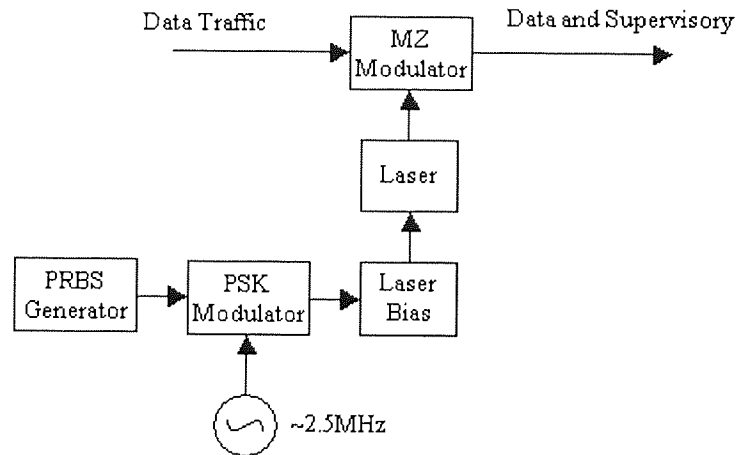 Data Traffic
MZ
Modulator
Data and Supervisory
Laser
PRBS
Generator
PSK
Modulator
Laser
Bias
~2.5MHz